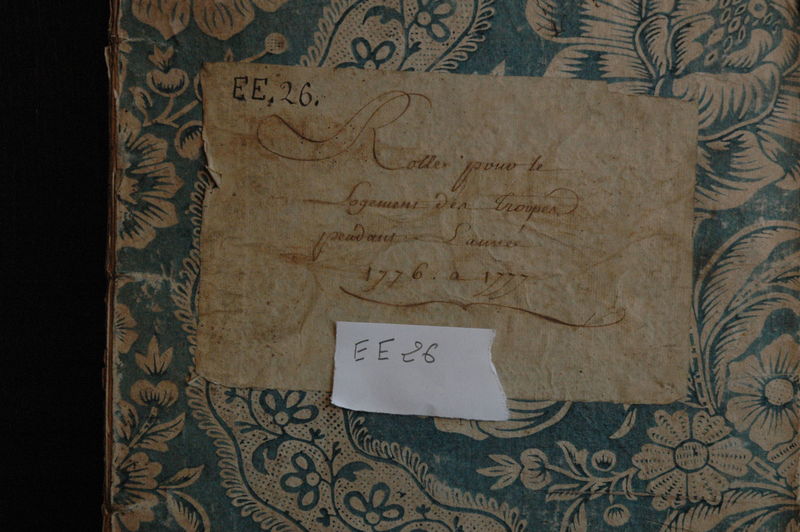 EE. 26.
Rolle pour le
Logement des Troupes
pendant L'année
1776. a 1777
EE 26